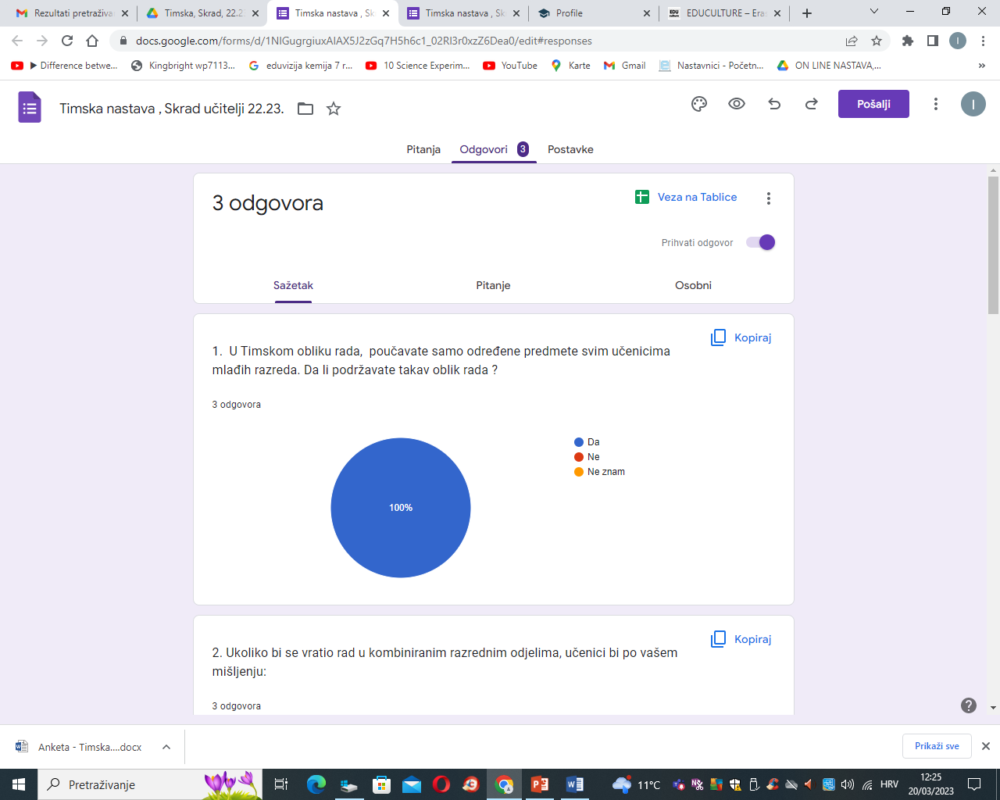 Rezultati pretraživa
Timska, Skrad, 22.2
Timska nastava , Sk
Timska nastava , Sk
Profile
EDUCULTURE – Era
docs.google.com/forms/d/1NIGugrgiuxAIAX5J2zGq7H5h6c1_02RI3r0xzZ6Dea0/edit#responses
I
Difference betwe...
Kingbright wp7113...
eduvizija kemija 7 r...
10 Science Experim...
YouTube
Karte
Gmail
Nastavnici - Početn...
ON LINE NASTAVA,...
»
Timska nastava , Skrad učitelji 22.23.
Pošalji
I
Pitanja
Odgovori 3
Postavke
3 odgovora
Veza na Tablice
Prihvati odgovor
Sažetak
Pitanje
Osobni
Kopiraj
1. U Timskom obliku rada, poučavate samo određene predmete svim učenicima
mlađih razreda. Da li podržavate takav oblik rada ?
3 odgovora
Da
Ne
Ne znam
100%
Kopiraj
2. Ukoliko bi se vratio rad u kombiniranim razrednim odjelima, učenici bi po vašem
mišljenju:
3 odgovora
Anketa - Timska....docx
Prikaži sve
Pretraživanje
11°C
HRV
12:25
20/03/2023